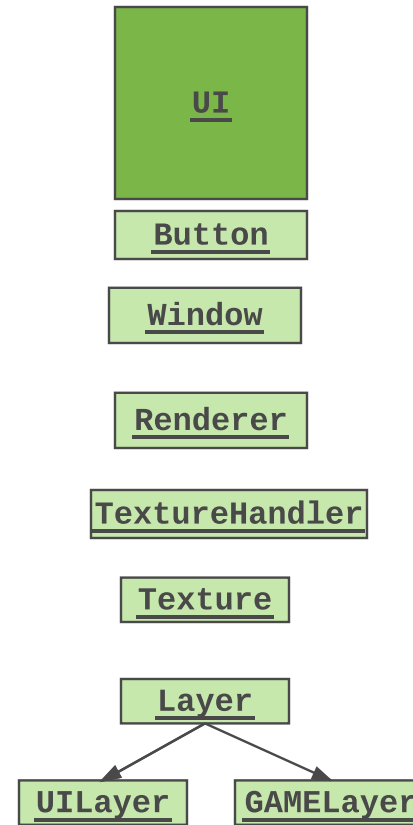 UI
Button
Window
Renderer
TextureHandler
Texture
Layer
UILayer GAMELayer